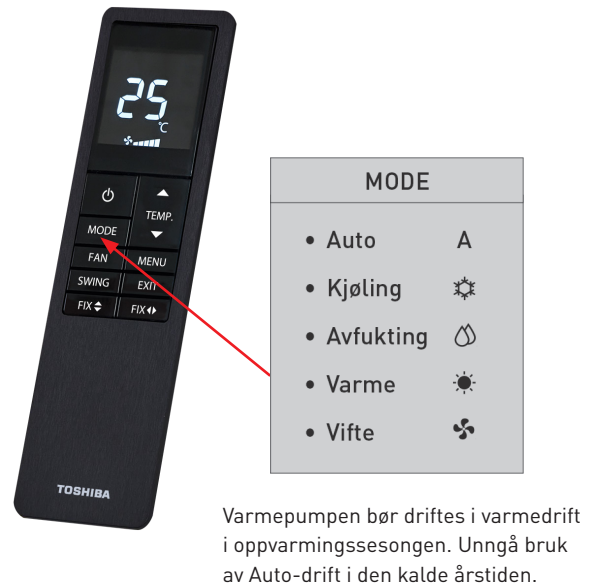 25
°C
TEMP.
MODE
FAN MENU
SWING EXIT
FIX FIX
TOSHIBA
MODE
• Auto A
• Kjøling
• Avfukting
• Varme
• Vifte
Varmepumpen bør driftes i varmedrift
i oppvarmingssesongen. Unngå bruk
av Auto-drift i den kalde årstiden.